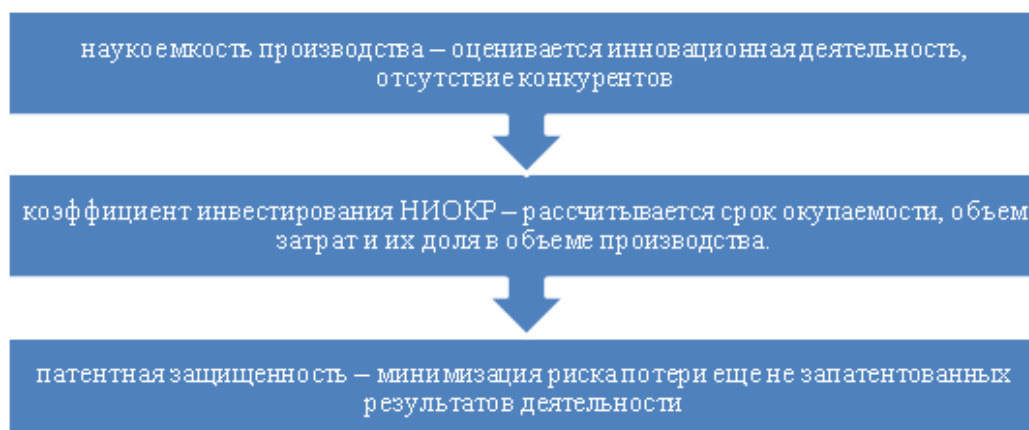 наукоемкость производства – оценивается инновационная деятельность,
отсутствие конкурентов
коэффициент инвестирования НИОКР – рассчитывается срок окупаемости, объем
затрат и их доля в объеме производства.
патентная защищенность – минимизация риска потери еще не запатентованных
результатов деятельности